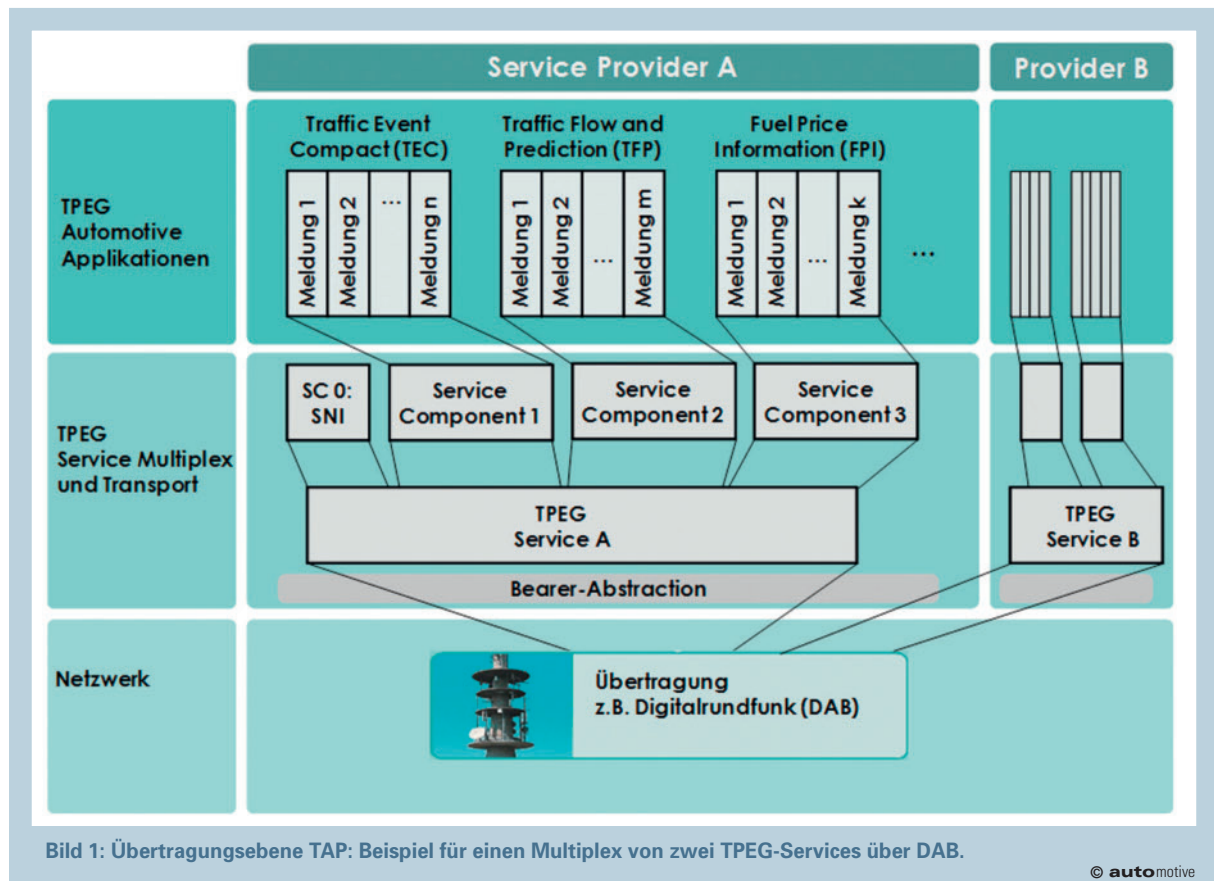 Service Provider A
Provider B
TPEG
Automotive
Applikationen
Traffic Event
Compact (TEC)
Meldung 1
Meldung 2
...
Meldung n
Traffic Flow and
Prediction (TFP)
Meldung 1
Meldung 2
...
Meldung m
Fuel Price
Information (FPI)
Meldung 1
Meldung 2
...
Meldung k
...
TPEG
Service Multiplex
und Transport
SC 0:
SNI
Service
Component 1
Service
Component 2
Service
Component 3
TPEG
Service A
TPEG
Service B
Bearer-Abstraction
Netzwerk
Übertragung
z.B. Digitalrundfunk (DAB)
Bild 1: Übertragungsebene TAP: Beispiel für einen Multiplex von zwei TPEG-Services über DAB.
© automotive